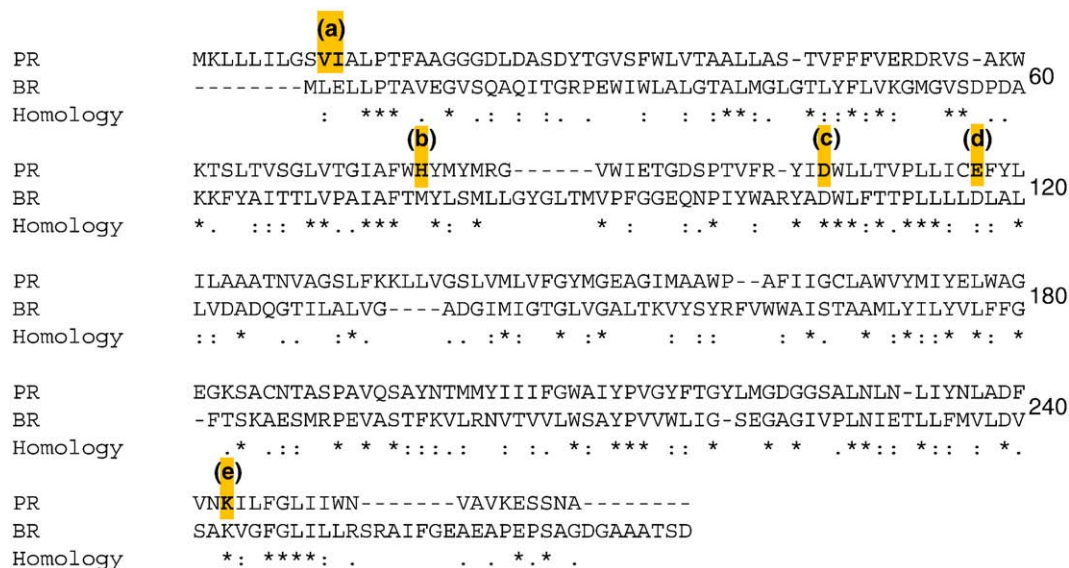 (a)
PR MKLLLILGSVIALPTFAAGGGDLDASDYTGVSFWLVTAALLAS-TVFFFVERDRVS-AKW
BR --------MLELLPTAVEGVSQAQITGRPEWIWLALGTALMGLGTLYFLVKGMGVSDPDA 60
Homology : *** * .: :. . : . **: *:*:* ** . .
(b) (c) (d)
PR KTSLTVSGLVTGIAFWHYMYMRG------VWIETGDSPTVFR-YIDWLLTVPLLICEFYL
BR KKFYAITTLVPAIAFTMYLSMLLGYGLTMVPFGGEQNPIYWARYADWLFTTPLLLLDLAL 120
Homology *. ::: **..*** *: * * : :. : * ***:*.***: :: *
PR ILAAATNVAGSLFKKLLVGSLVMLVFGYMGEAGIMAAWP--AFIIGCLAWVYMIYELWAG
BR LVDADQGTILALVG----ADGIMIGTGLVGALTKVYSYRFVWWAISTAAMLYILYVLFFG 180
Homology :: * . :*. .. :*: * :* : :: : *. * :*::* *: *
PR EGKSACNTASPAVQSAYNTMMYIIIFGWAIYPVGYFTGYLMGDGGSALNLN-LIYNLADF
BR -FTSKAESMRPEVASTFKVLRNVTVVLWSAYPVVWLIG-SEGAGIVPLNIETLLFMVLDV 240
Homology .* .:: * * *:::.: : :. *: *** :: * * * **:: *:: : *.
(e)
PR VNKILFGLIIWN-------VAVKESSNA--------
BR SAKVGFGLILLRSRAIFGEAEAPEPSAGDGAAATSD
Homology *: ****: . . . *.* .